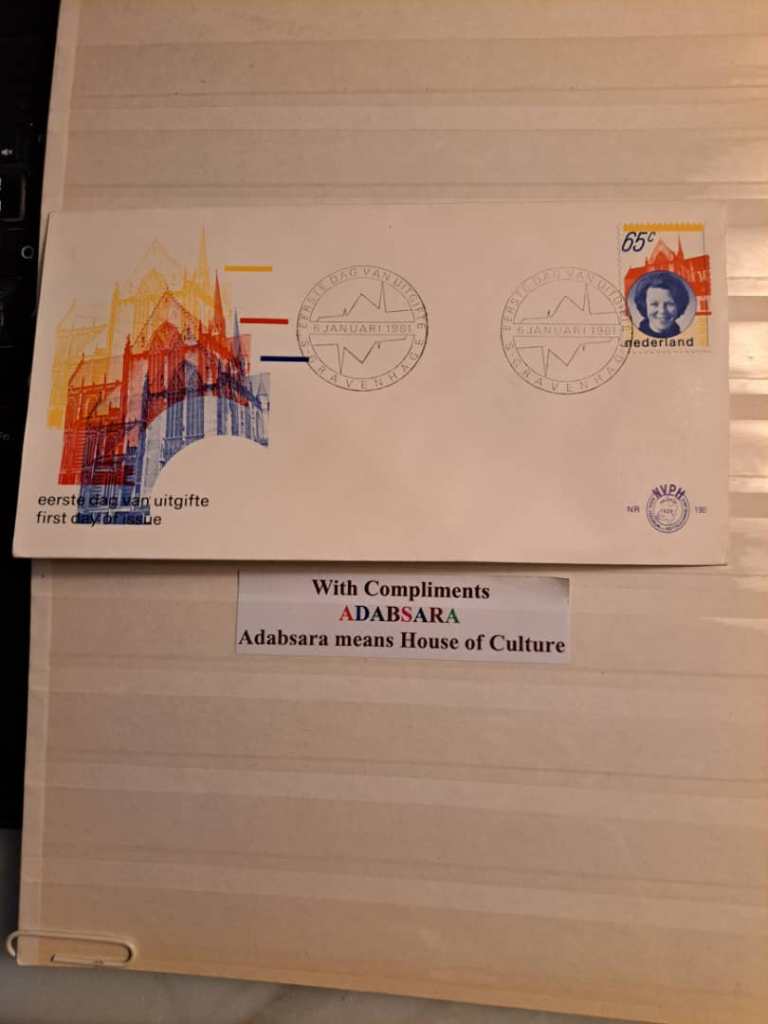 65c
nederland
EERSTE DAG VAN UITGIFTE
6 JANUARI 1981
'S-GRAVENHAGE
EERSTE DAG VAN UITGIFTE
6 JANUARI 1981
'S-GRAVENHAGE
eerste dag van uitgifte
first day of issue
NVPH
NR
With Compliments
ADABSARA
Adabsara means House of Culture